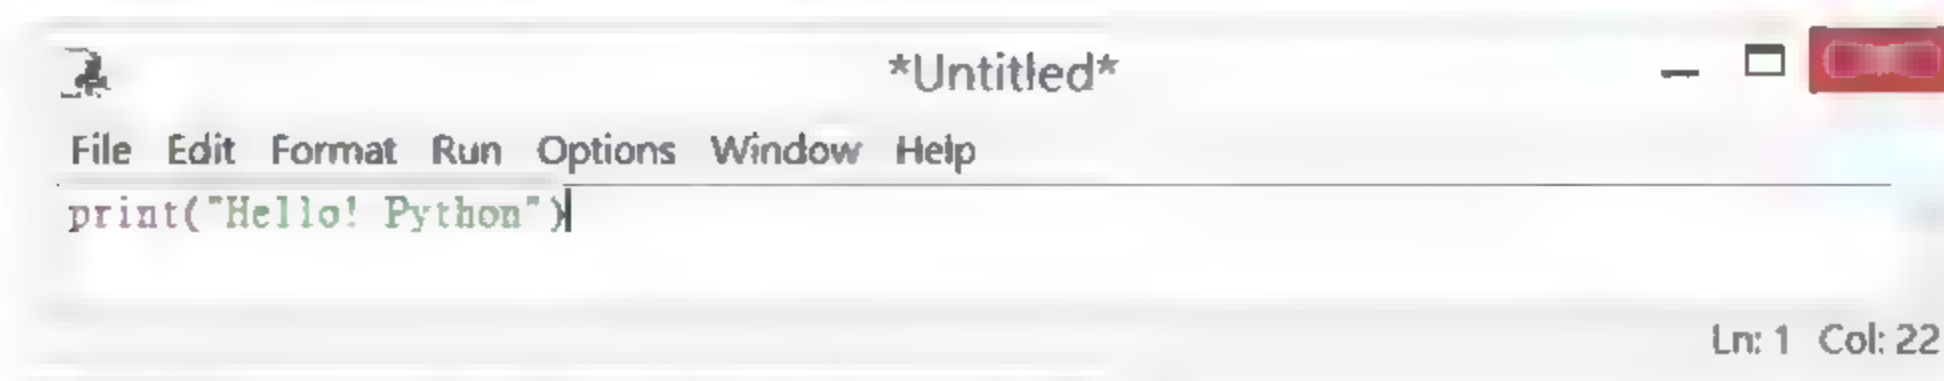 *Untitled*
File Edit Format Run Options Window Help
print("Hello! Python")
Ln: 1 Col: 22